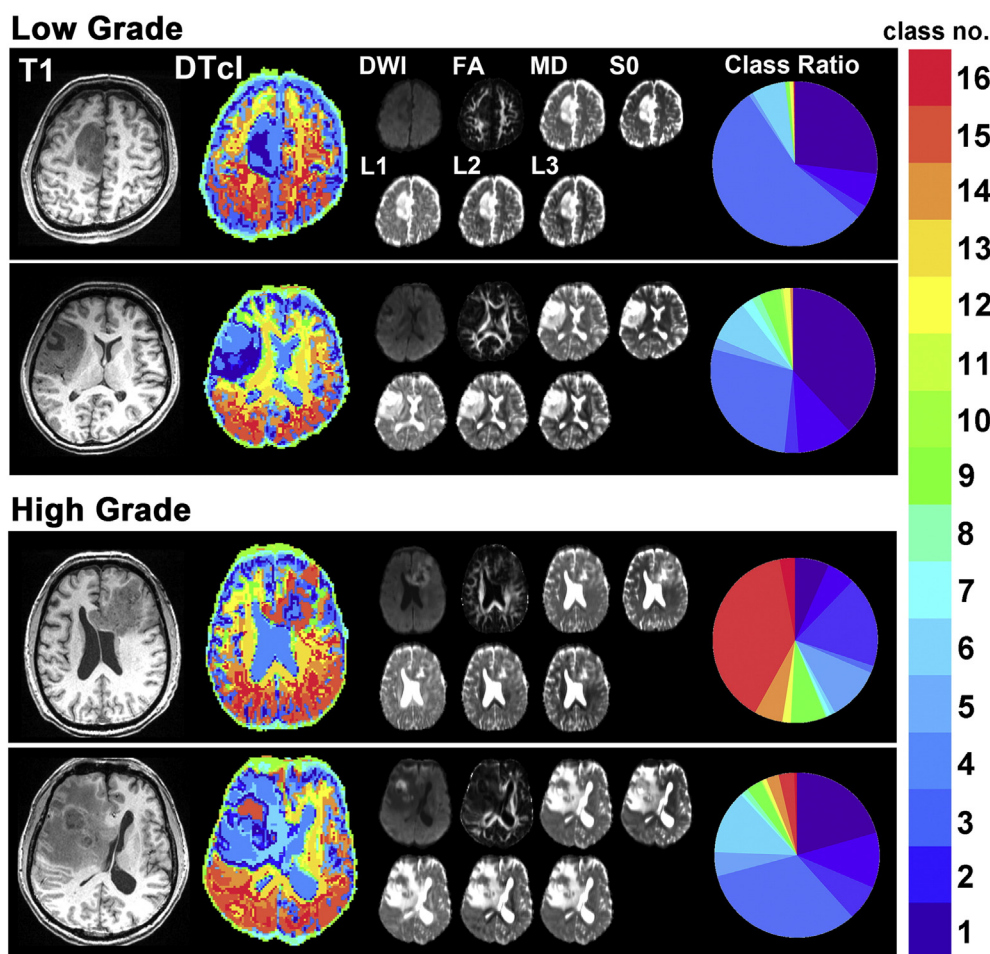 Low Grade
class no.
T1
DTcI
DWI
FA
MD
S0
Class Ratio
L1
L2
L3
High Grade
16
15
14
13
12
11
10
9
8
7
6
5
4
3
2
1